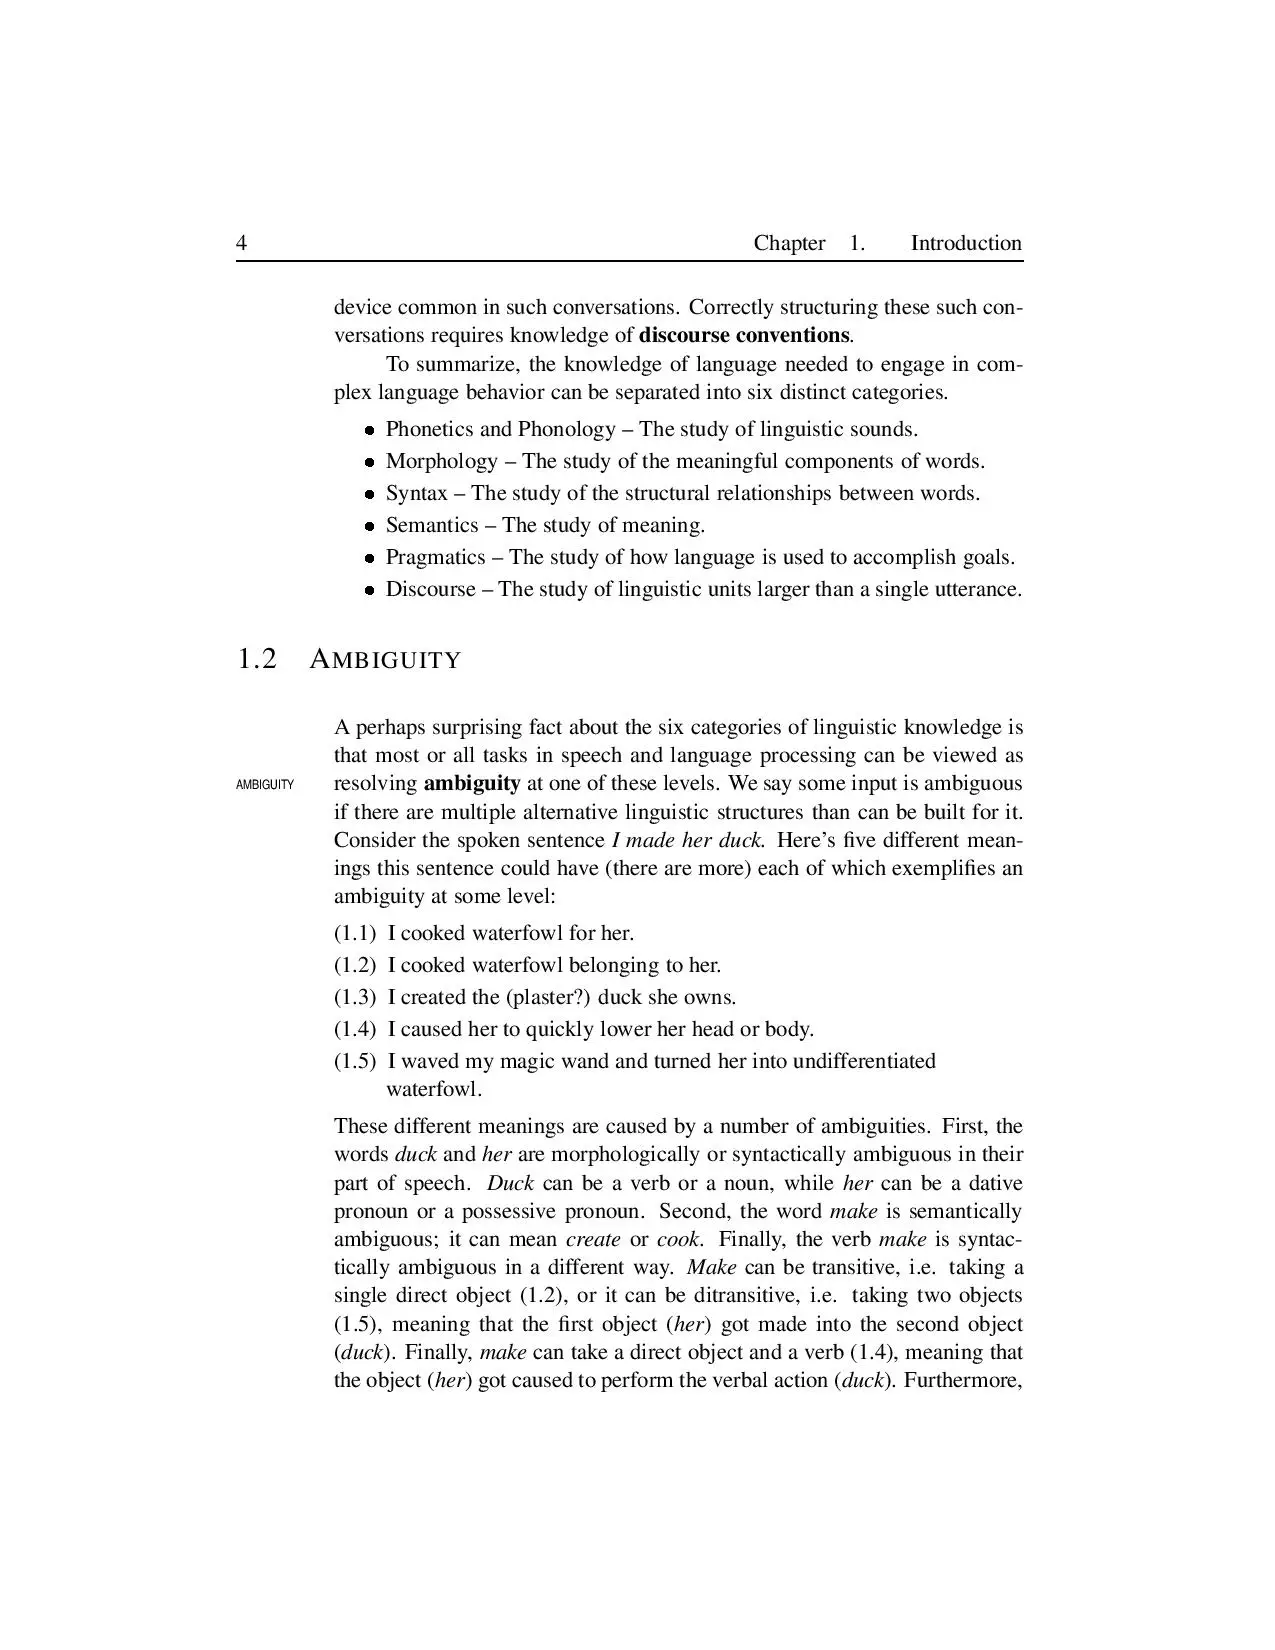 4 Chapter 1. Introduction
device common in such conversations. Correctly structuring these such con-
versations requires knowledge of discourse conventions.
To summarize, the knowledge of language needed to engage in com-
plex language behavior can be separated into six distinct categories.
• Phonetics and Phonology – The study of linguistic sounds.
• Morphology – The study of the meaningful components of words.
• Syntax – The study of the structural relationships between words.
• Semantics – The study of meaning.
• Pragmatics – The study of how language is used to accomplish goals.
• Discourse – The study of linguistic units larger than a single utterance.
1.2 AMBIGUITY
A perhaps surprising fact about the six categories of linguistic knowledge is
that most or all tasks in speech and language processing can be viewed as
AMBIGUITY resolving ambiguity at one of these levels. We say some input is ambiguous
if there are multiple alternative linguistic structures than can be built for it.
Consider the spoken sentence I made her duck. Here's five different mean-
ings this sentence could have (there are more) each of which exemplifies an
ambiguity at some level:
(1.1) I cooked waterfowl for her.
(1.2) I cooked waterfowl belonging to her.
(1.3) I created the (plaster?) duck she owns.
(1.4) I caused her to quickly lower her head or body.
(1.5) I waved my magic wand and turned her into undifferentiated
waterfowl.
These different meanings are caused by a number of ambiguities. First, the
words duck and her are morphologically or syntactically ambiguous in their
part of speech. Duck can be a verb or a noun, while her can be a dative
pronoun or a possessive pronoun. Second, the word make is semantically
ambiguous; it can mean create or cook. Finally, the verb make is syntac-
tically ambiguous in a different way. Make can be transitive, i.e. taking a
single direct object (1.2), or it can be ditransitive, i.e. taking two objects
(1.5), meaning that the first object (her) got made into the second object
(duck). Finally, make can take a direct object and a verb (1.4), meaning that
the object (her) got caused to perform the verbal action (duck). Furthermore,